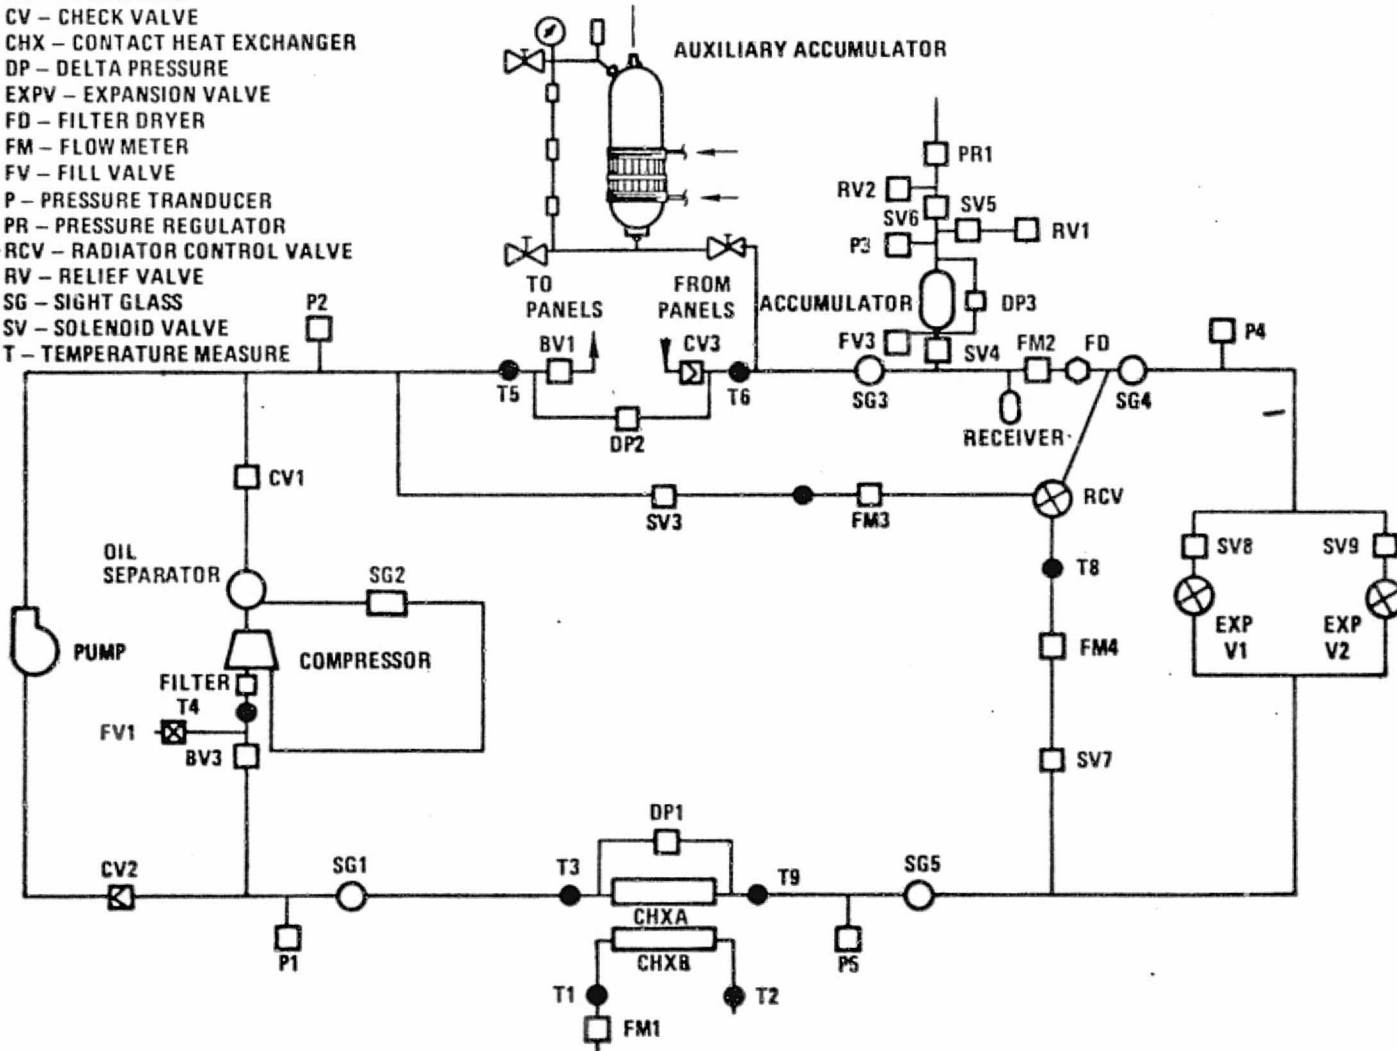 CV – CHECK VALVE
CHX – CONTACT HEAT EXCHANGER
DP – DELTA PRESSURE
EXPV – EXPANSION VALVE
FD – FILTER DRYER
FM – FLOW METER
FV – FILL VALVE
P – PRESSURE TRANDUCER
PR – PRESSURE REGULATOR
RCV – RADIATOR CONTROL VALVE
RV – RELIEF VALVE
SG – SIGHT GLASS
SV – SOLENOID VALVE
T – TEMPERATURE MEASURE
AUXILIARY ACCUMULATOR
PR1
RV2
SV6
SV5
RV1
P3
TO
PANELS
FROM
PANELS
ACCUMULATOR
DP3
P2
BV1
CV3
FV3
SV4
FM2
FD
P4
T5
T6
SG3
SG4
DP2
RECEIVER
CV1
SV3
FM3
RCV
OIL
SEPARATOR
SG2
SV8
SV9
T8
PUMP
COMPRESSOR
EXP
V1
EXP
V2
FM4
FILTER
T4
FV1
BV3
SV7
DP1
CV2
SG1
T3
T9
SG5
CHXA
P1
CHXB
P5
T1
T2
FM1